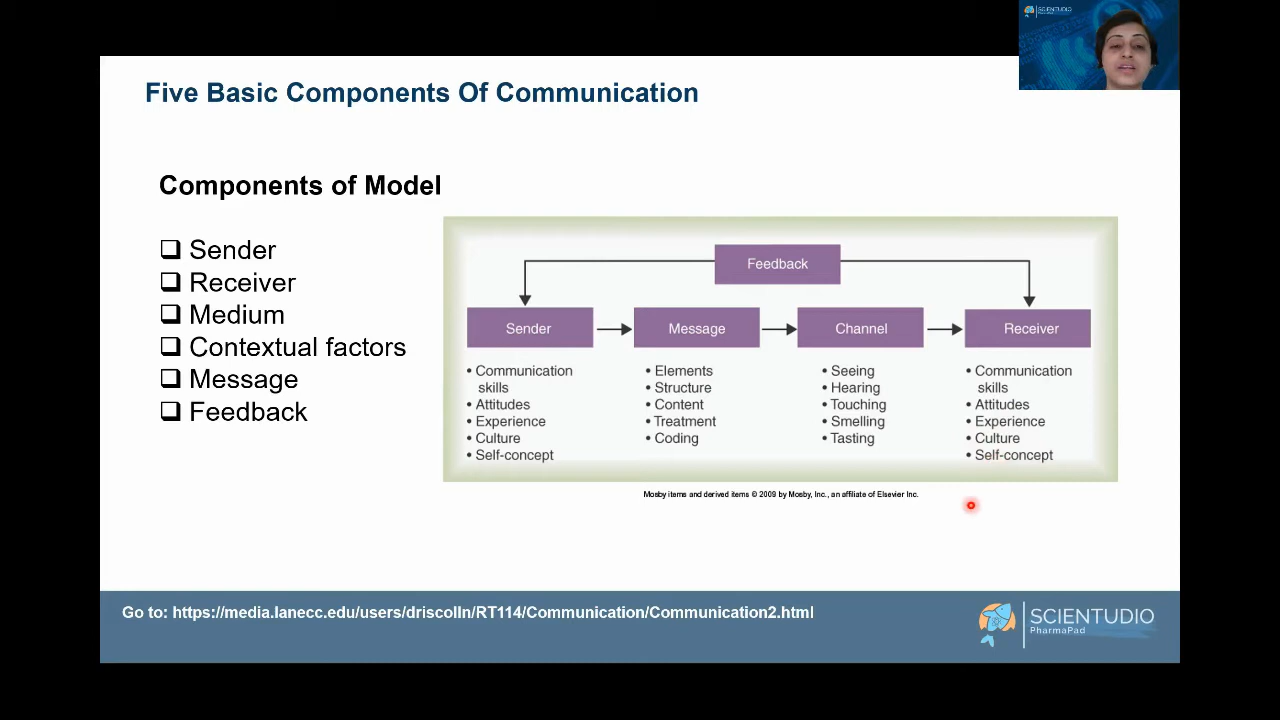 SCIENTUDIO
Five Basic Components Of Communication
Components of Model
Sender
Receiver
Medium
Contextual factors
Message
Feedback
Feedback
Sender
Message
Channel
Receiver
• Communication
skills
• Attitudes
• Experience
• Culture
• Self-concept
• Elements
• Structure
• Content
• Treatment
• Coding
• Seeing
• Hearing
• Touching
• Smelling
• Tasting
• Communication
skills
• Attitudes
• Experience
• Culture
• Self-concept
Mosby items and derived items © 2009 by Mosby, Inc., an affiliate of Elsevier Inc.
Go to: https://media.lanecc.edu/users/driscolln/RT114/Communication/Communication2.html
SCIENTUDIO
PharmaPad